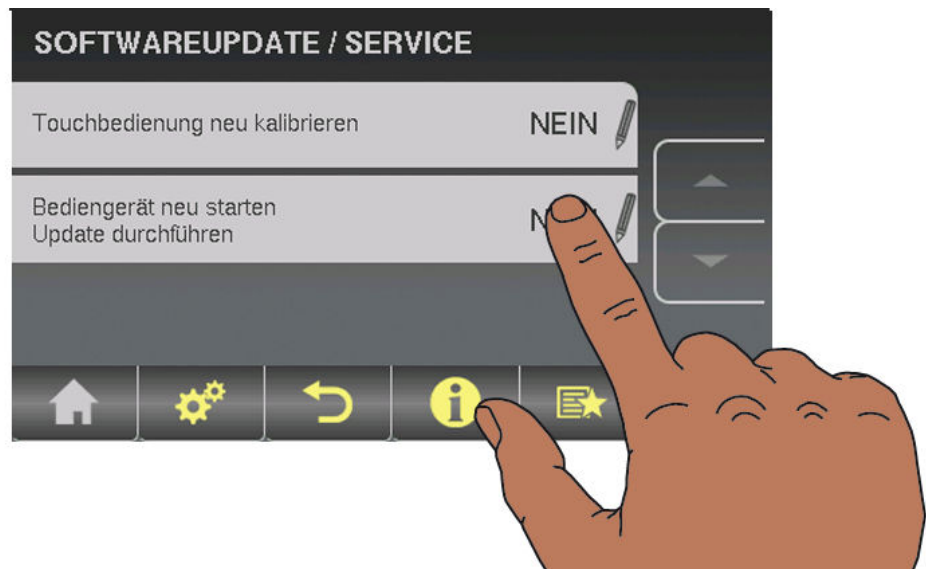 SOFTWAREUPDATE / SERVICE
Touchbedienung neu kalibrieren NEIN
Bediengerät neu starten
Update durchführen